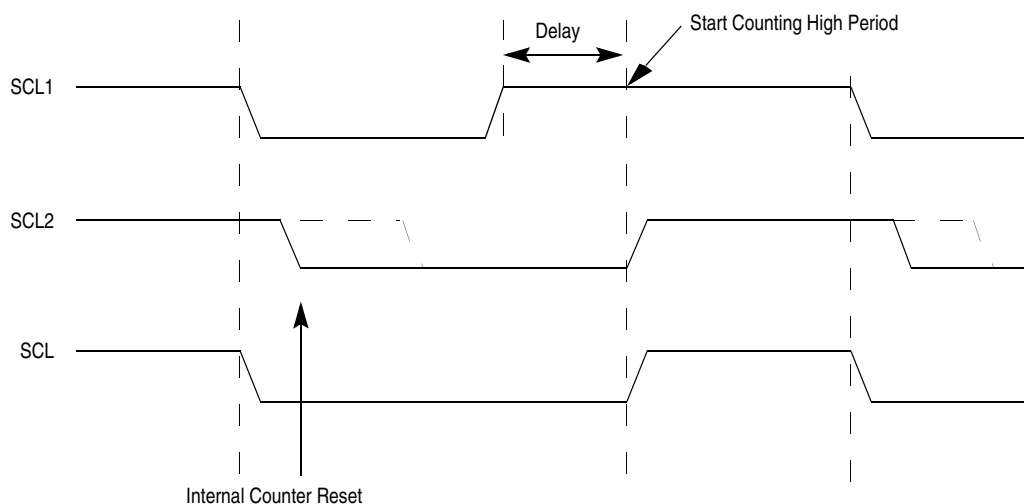 Delay
Start Counting High Period
SCL1
SCL2
SCL
Internal Counter Reset